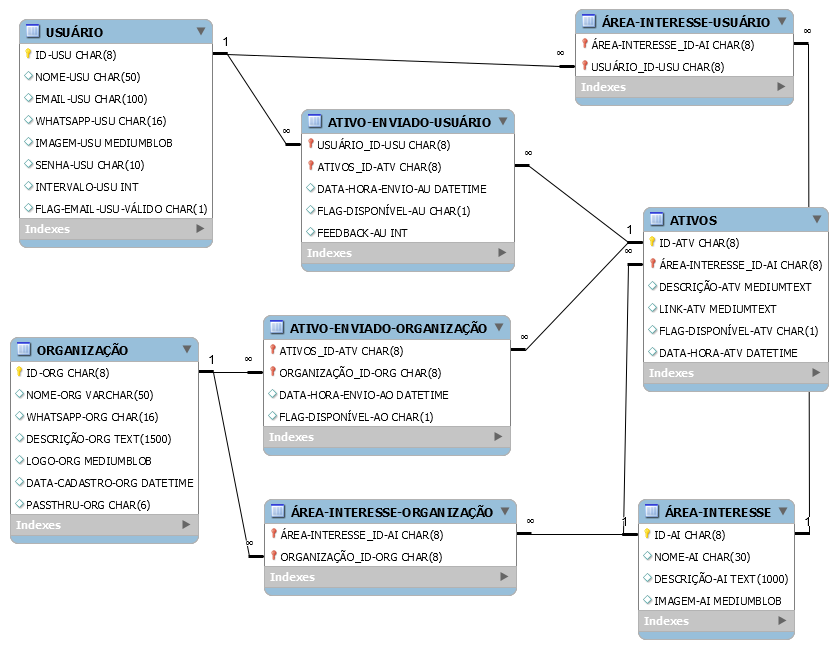 USUÁRIO
ID-USU CHAR(8)
NOME-USU CHAR(50)
EMAIL-USU CHAR(100)
WHATSAPP-USU CHAR(16)
IMAGEM-USU MEDIUMBLOB
SENHA-USU CHAR(10)
INTERVALO-USU INT
FLAG-EMAIL-USU-VÁLIDO CHAR(1)
Indexes
1
∞
∞
ÁREA-INTERESSE-USUÁRIO
ÁREA-INTERESSE_ID-AI CHAR(8)
USUÁRIO_ID-USU CHAR(8)
Indexes
∞
ATIVO-ENVIADO-USUÁRIO
USUÁRIO_ID-USU CHAR(8)
ATIVOS_ID-ATV CHAR(8)
DATA-HORA-ENVIO-AU DATETIME
FLAG-DISPONÍVEL-AU CHAR(1)
FEEDBACK-AU INT
Indexes
∞
1
∞
ATIVOS
ID-ATV CHAR(8)
ÁREA-INTERESSE_ID-AI CHAR(8)
DESCRIÇÃO-ATV MEDIUMTEXT
LINK-ATV MEDIUMTEXT
FLAG-DISPONÍVEL-ATV CHAR(1)
DATA-HORA-ATV DATETIME
Indexes
ATIVO-ENVIADO-ORGANIZAÇÃO
ATIVOS_ID-ATV CHAR(8)
ORGANIZAÇÃO_ID-ORG CHAR(8)
DATA-HORA-ENVIO-AO DATETIME
FLAG-DISPONÍVEL-AO CHAR(1)
Indexes
∞
ORGANIZAÇÃO
ID-ORG CHAR(8)
NOME-ORG VARCHAR(50)
WHATSAPP-ORG CHAR(16)
DESCRIÇÃO-ORG TEXT(1500)
LOGO-ORG MEDIUMBLOB
DATA-CADASTRO-ORG DATETIME
PASSTHRU-ORG CHAR(6)
Indexes
1
∞
∞
ÁREA-INTERESSE-ORGANIZAÇÃO
ÁREA-INTERESSE_ID-AI CHAR(8)
ORGANIZAÇÃO_ID-ORG CHAR(8)
Indexes
∞
1
ÁREA-INTERESSE
ID-AI CHAR(8)
NOME-AI CHAR(30)
DESCRIÇÃO-AI TEXT(1000)
IMAGEM-AI MEDIUMBLOB
Indexes
1